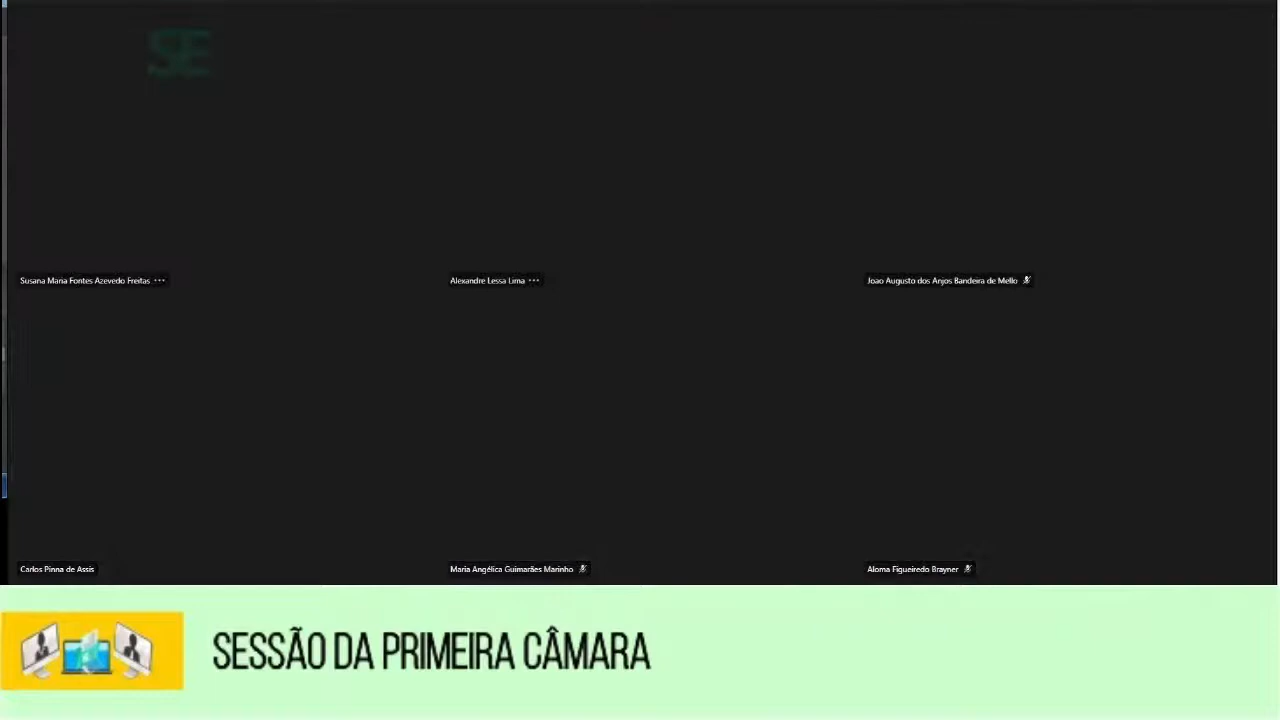 SE
Susana Maria Fontes Azevedo Freitas ···
Alexandre Lessa Lima ···
Joao Augusto dos Anjos Bandeira de Mello
Carlos Pinna de Assis
Maria Angélica Guimarães Marinho
Aloma Figueiredo Brayner
SESSÃO DA PRIMEIRA CÂMARA